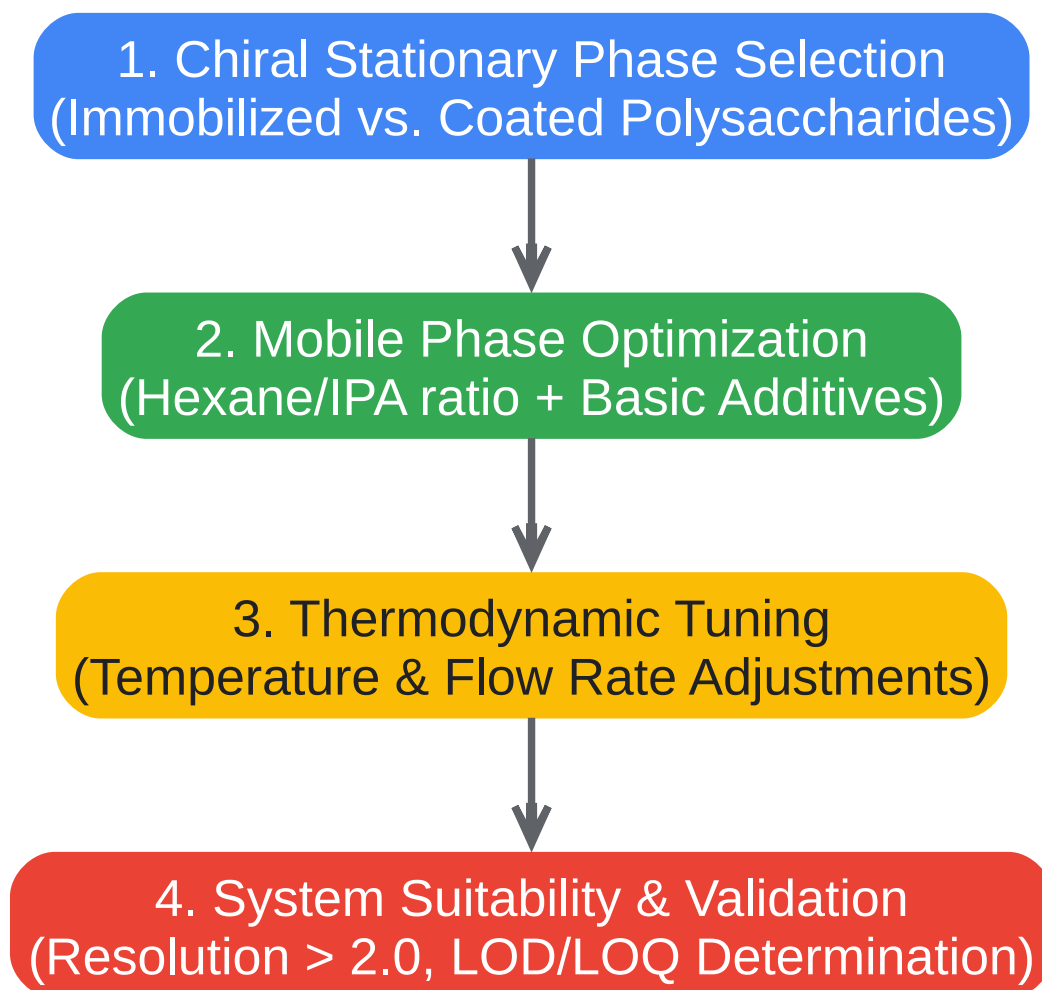 1. Chiral Stationary Phase Selection
(Immobilized vs. Coated Polysaccharides)
2. Mobile Phase Optimization
(Hexane/IPA ratio + Basic Additives)
3. Thermodynamic Tuning
(Temperature & Flow Rate Adjustments)
4. System Suitability & Validation
(Resolution > 2.0, LOD/LOQ Determination)